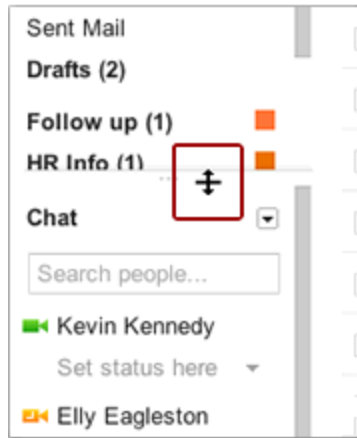 Sent Mail
Drafts (2)
Follow up (1)
HR Info (1)
Chat
Search people...
Kevin Kennedy
Set status here
Elly Eagleston